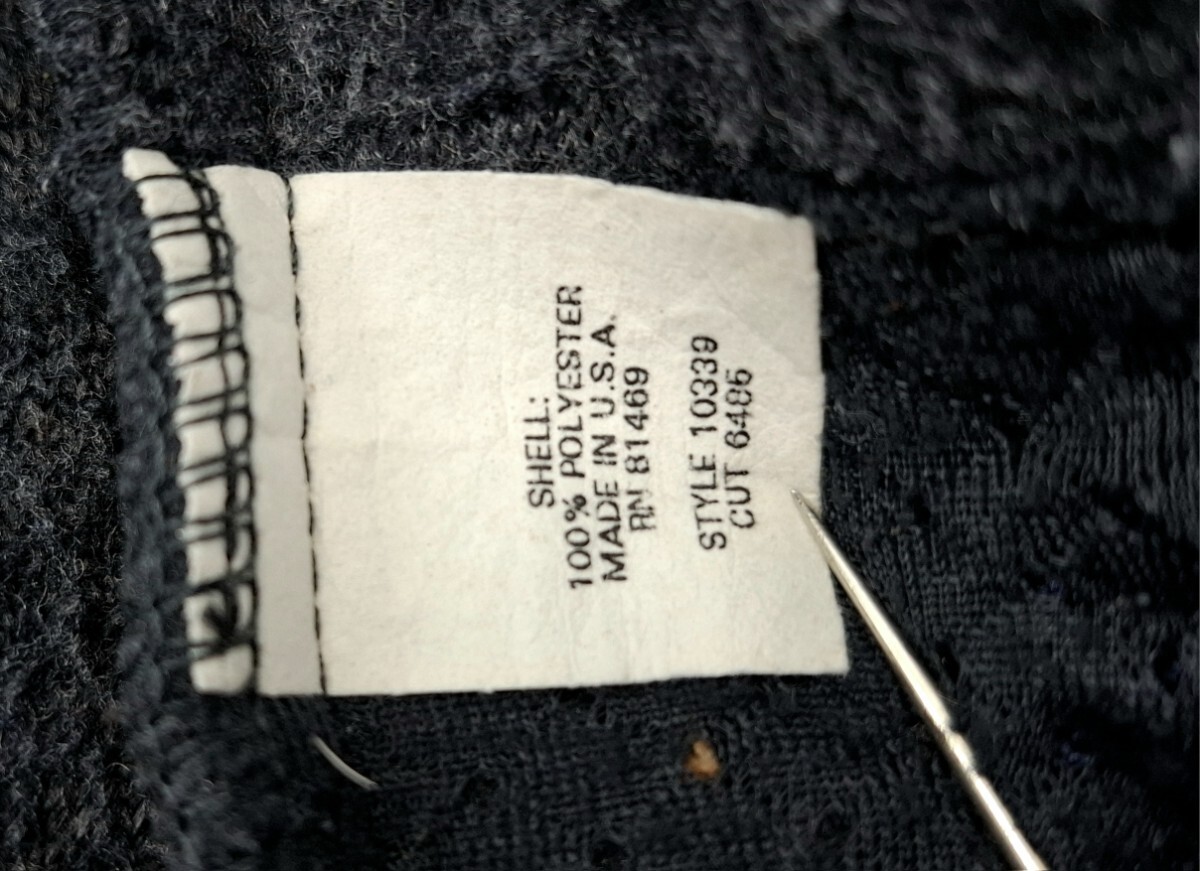 SHELL:
100% POLYESTER
MADE IN U.S.A.
RN 81469
STYLE 10339
CUT 6485